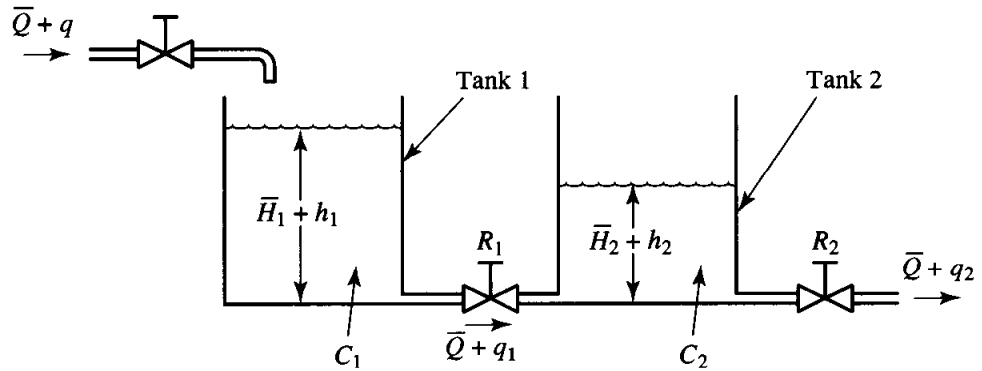 Q̅ + q
Tank 1
Tank 2
H̅₁ + h₁
R₁
H̅₂ + h₂
R₂
Q̅ + q₂
Q̅ + q₁
C₁
C₂